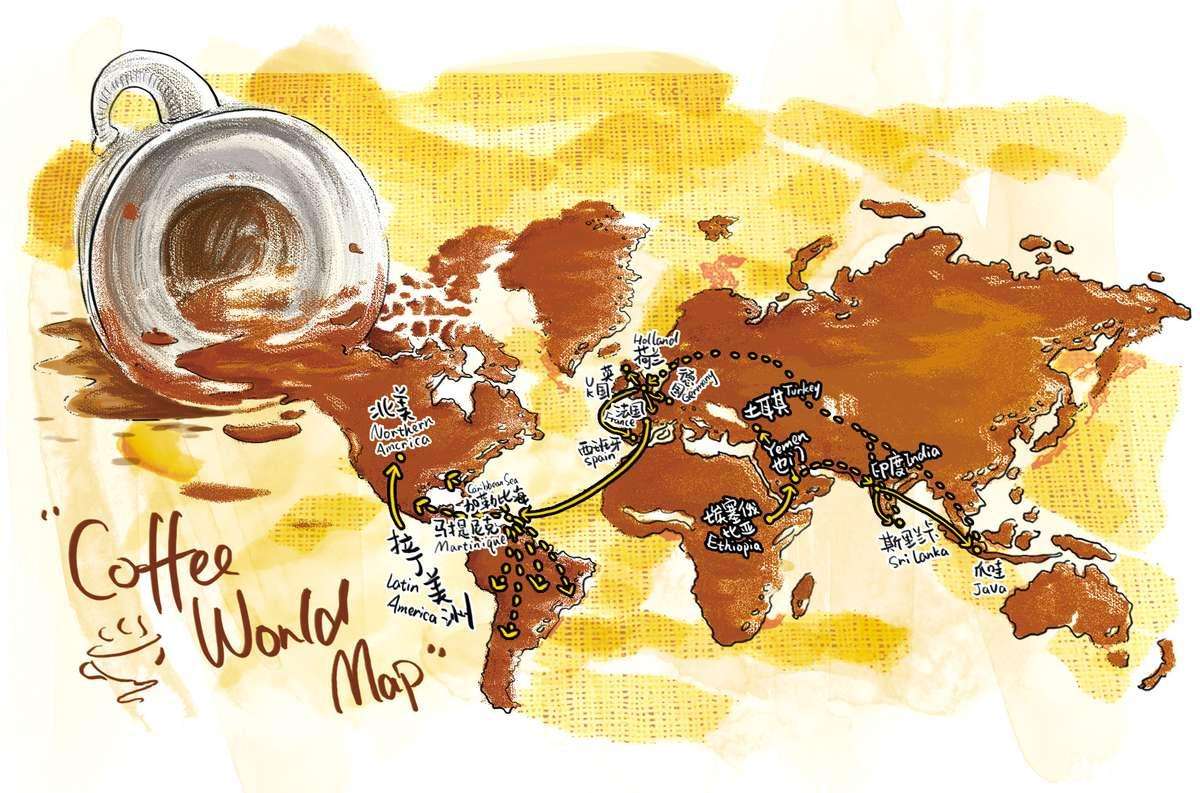 “Coffee
World
Map”
北美
Northern
America
Caribbean Sea
加勒比海
马提尼克
Martinique
拉丁美洲
Latin
America
Holland
荷兰
英国
UK
德国
Germany
法国
France
西班牙
Spain
土耳其 Turkey
Yemen
也门
埃塞俄
比亚
Ethiopia
印度 India
斯里兰卡
Sri Lanka
爪哇
Java